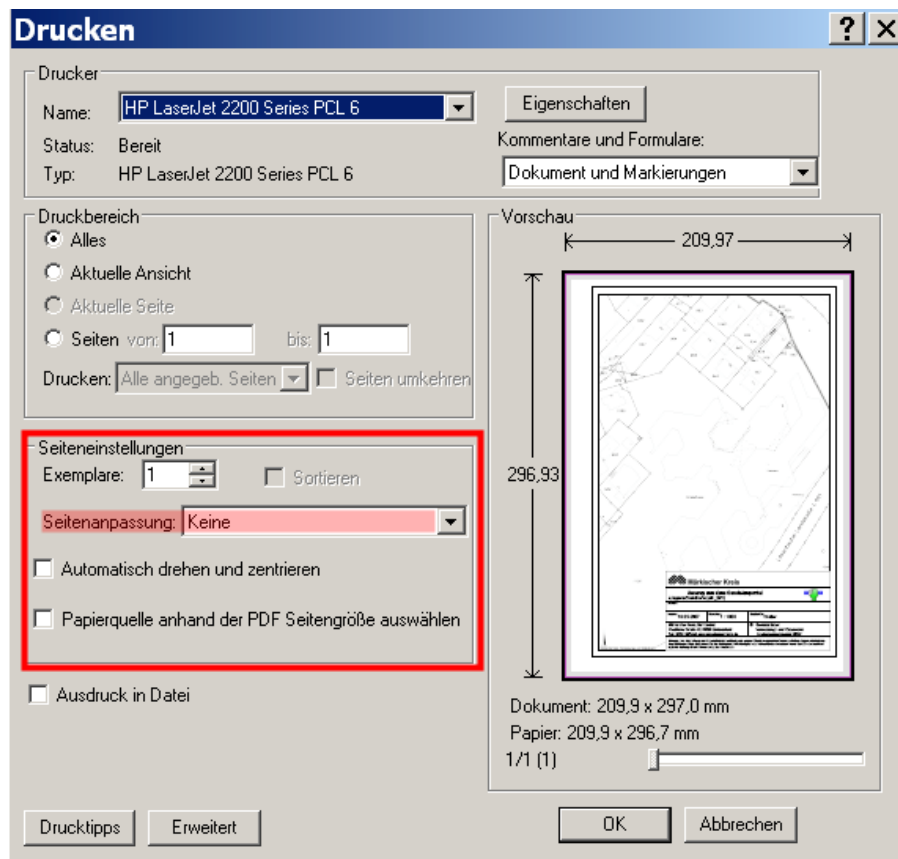 Drucken
Drucker
Name: HP LaserJet 2200 Series PCL 6
Eigenschaften
Status: Bereit
Kommentare und Formulare:
Typ: HP LaserJet 2200 Series PCL 6
Dokument und Markierungen
Druckbereich
Alles
Aktuelle Ansicht
Aktuelle Seite
Seiten von: 1 bis: 1
Drucken: Alle angegeb. Seiten Seiten umkehren
Seiteneinstellungen
Exemplare: 1 Sortieren
Seitenanpassung: Keine
Automatisch drehen und zentrieren
Papierquelle anhand der PDF Seitengröße auswählen
Ausdruck in Datei
Vorschau
209,97
296,93
Märkischer Kreis
Dokument: 209,9 x 297,0 mm
Papier: 209,9 x 296,7 mm
1/1 (1)
Drucktipps
Erweitert
OK
Abbrechen